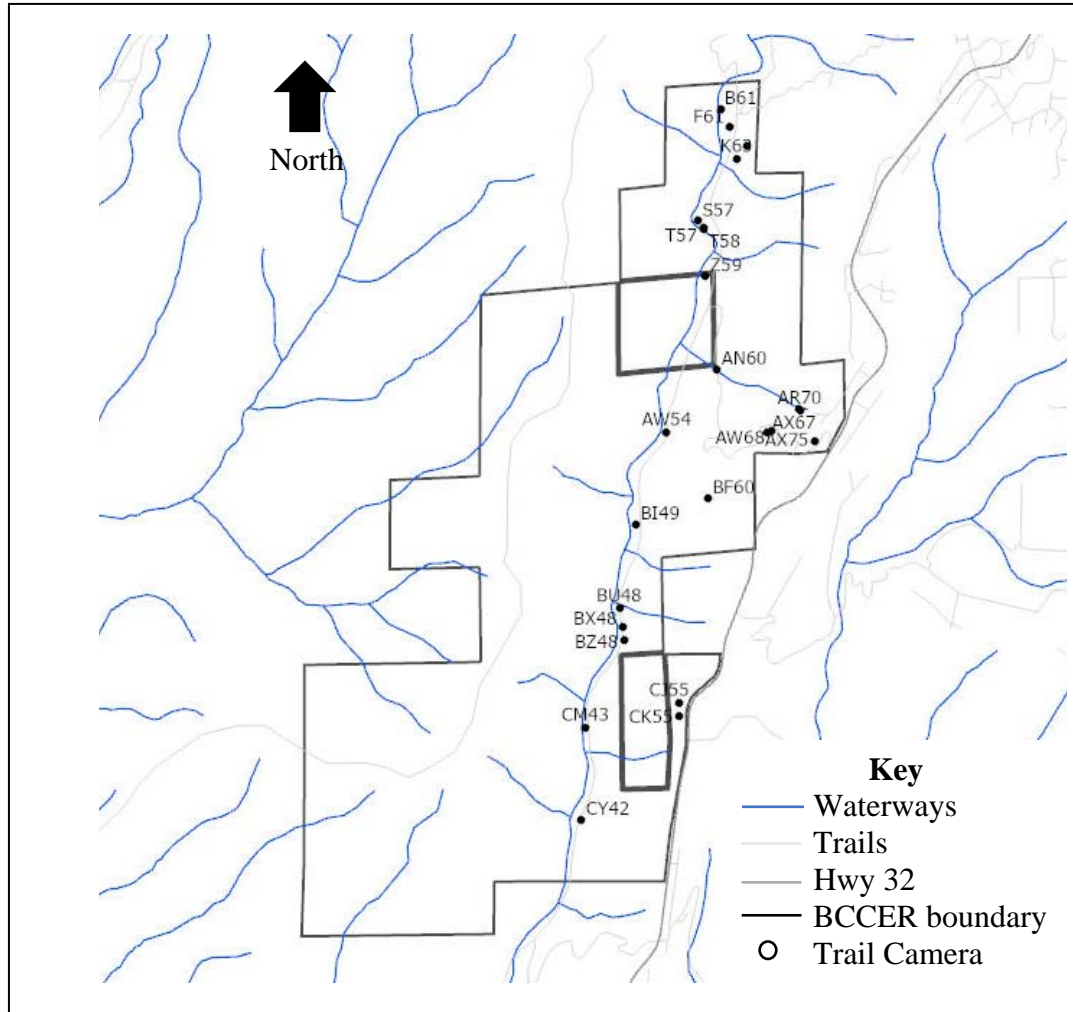 North
B61
F61
K63
S57
T57
T58
Z59
AN60
AR70
AW54
AX67
AW68
AX75
BF60
BI49
BU48
BX48
BZ48
CJ55
CK55
CM43
CY42
Key
Waterways
Trails
Hwy 32
BCCER boundary
Trail Camera